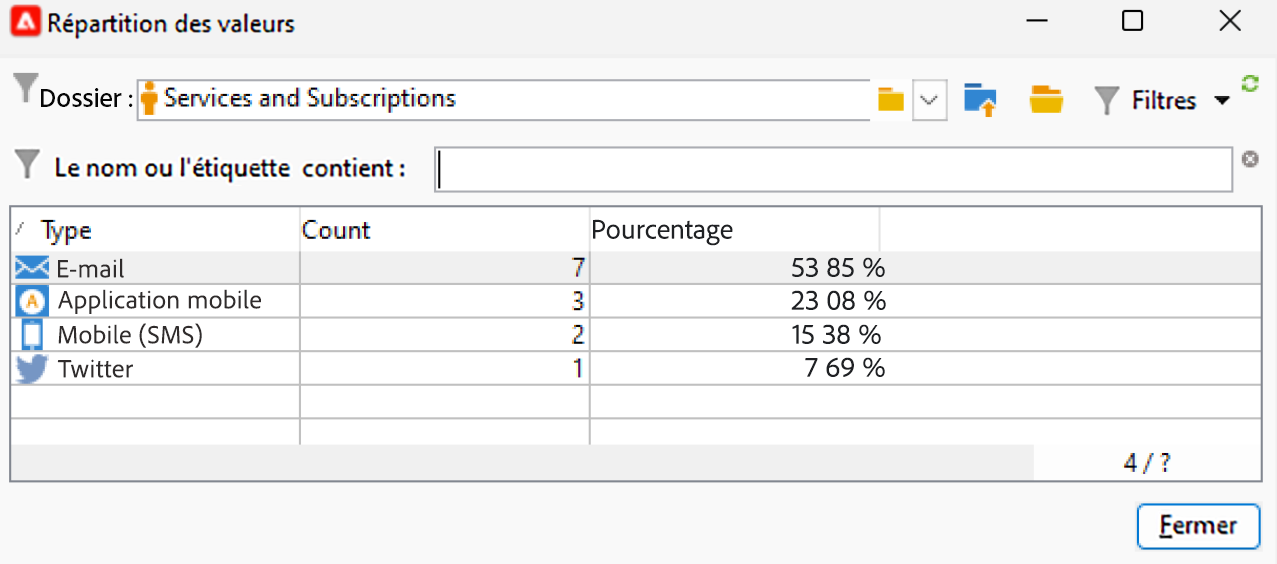 Répartition des valeurs
Dossier : Services and Subscriptions Filtres
Le nom ou l'étiquette contient :
Type Count Pourcentage
E-mail 7 53 85 %
Application mobile 3 23 08 %
Mobile (SMS) 2 15 38 %
Twitter 1 7 69 %
4 / ?
Fermer